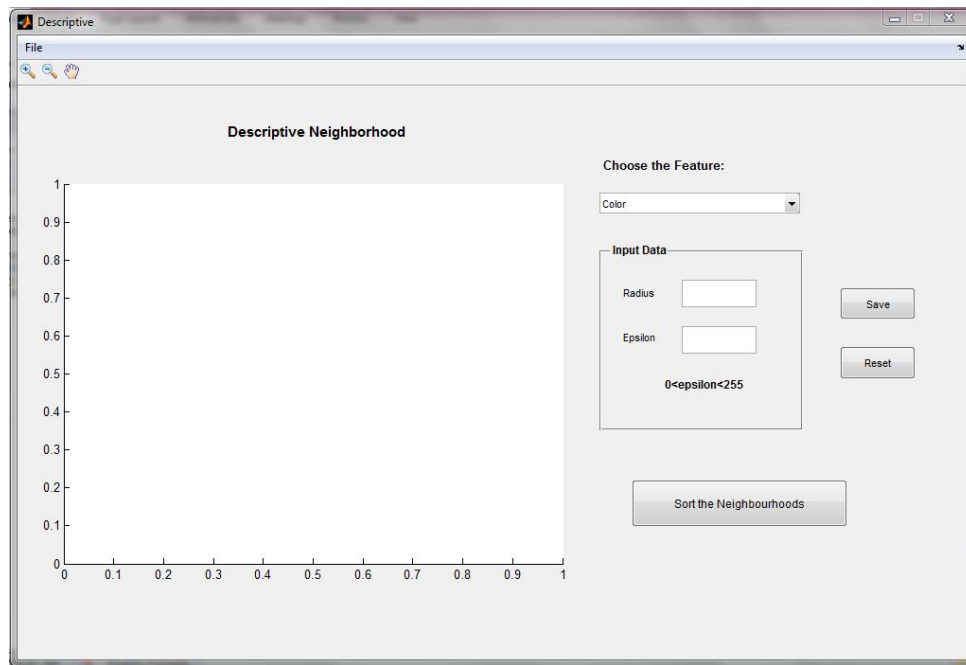 Descriptive
File
Descriptive Neighborhood
Choose the Feature:
Color
Input Data
Radius
Epsilon
0<epsilon<255
Save
Reset
Sort the Neighbourhoods
1
0.9
0.8
0.7
0.6
0.5
0.4
0.3
0.2
0.1
0
0 0.1 0.2 0.3 0.4 0.5 0.6 0.7 0.8 0.9 1